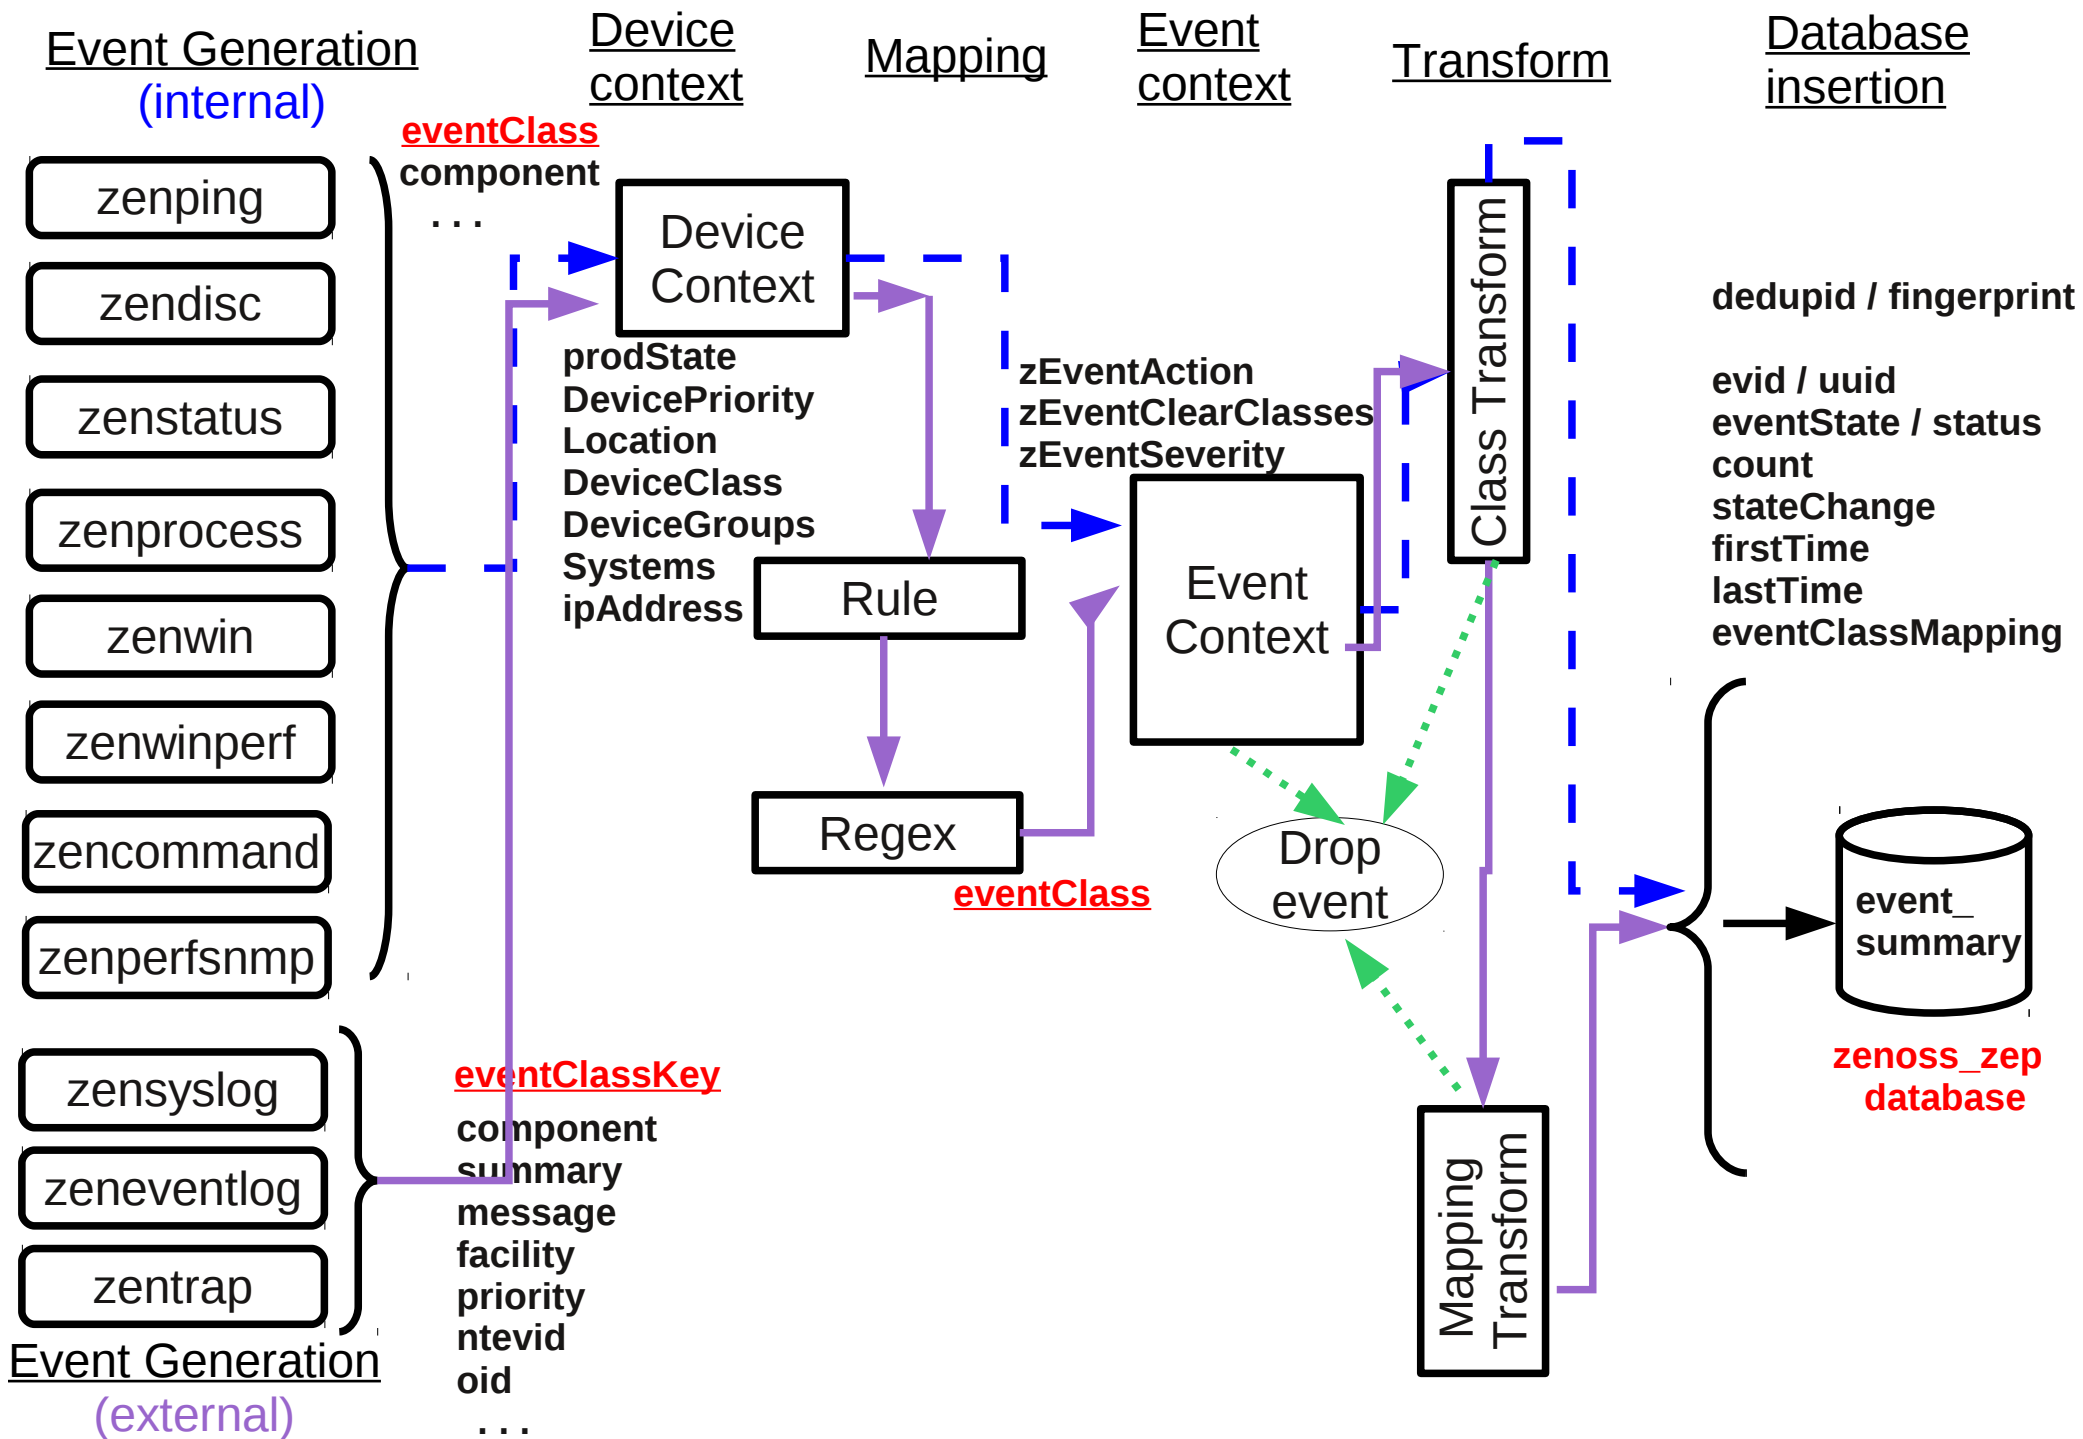 Event Generation
(internal)
Device
context
Mapping
Event
context
Transform
Database
insertion
eventClass
component
. . .
zenping
zendisc
zenstatus
zenprocess
zenwin
zenwinperf
zencommand
zenperfsnmp
zensyslog
zeneventlog
zentrap
Event Generation
(external)
eventClassKey
component
summary
message
facility
priority
ntevid
oid
. . .
Device
Context
prodState
DevicePriority
Location
DeviceClass
DeviceGroups
Systems
ipAddress
Rule
Regex
eventClass
zEventAction
zEventClearClasses
zEventSeverity
Event
Context
Drop
event
Class Transform
Mapping
Transform
dedupid / fingerprint
evid / uuid
eventState / status
count
stateChange
firstTime
lastTime
eventClassMapping
event_
summary
zenoss_zep
database